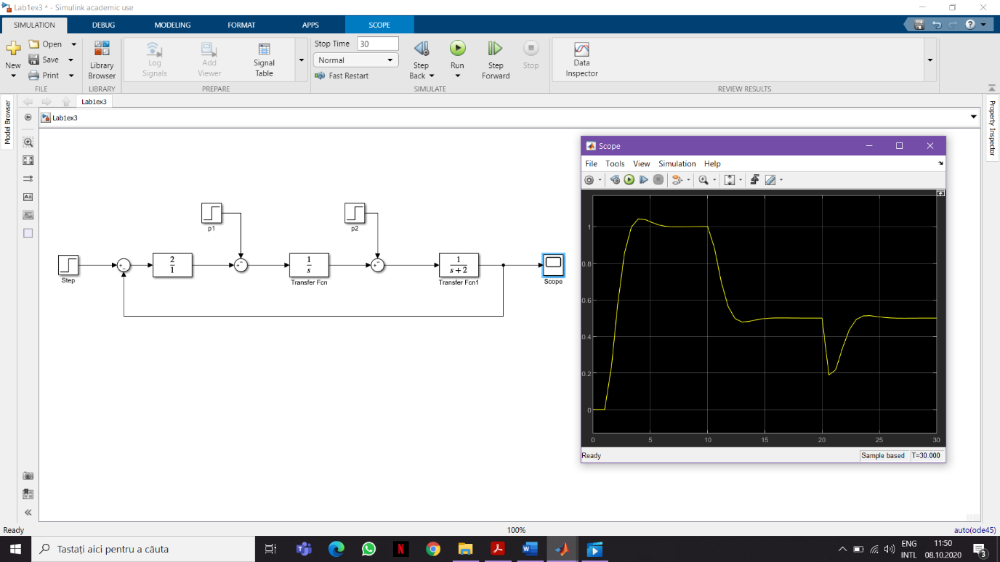 Lab1ex3 * - Simulink academic use
SIMULATION DEBUG MODELING FORMAT APPS SCOPE
New
Open
Save
Print
FILE
Library
Browser
LIBRARY
Log
Signals
Add
Viewer
Signal
Table
PREPARE
Stop Time 30
Normal
Fast Restart
Step
Back
Run
Step
Forward
Stop
SIMULATE
Data
Inspector
REVIEW RESULTS
Lab1ex3
Lab1ex3
Model Browser
Property Inspector
p1
p2
Step
+
-
2
1
+
-
1
s
Transfer Fcn
+
-
1
s + 2
Transfer Fcn1
Scope
Scope
File Tools View Simulation Help
1
0.8
0.6
0.4
0.2
0
0 5 10 15 20 25 30
Ready
Sample based T=30.000
Ready 100% auto(ode45)
Tastați aici pentru a căuta
ENG
INTL
11:50
08.10.2020
3